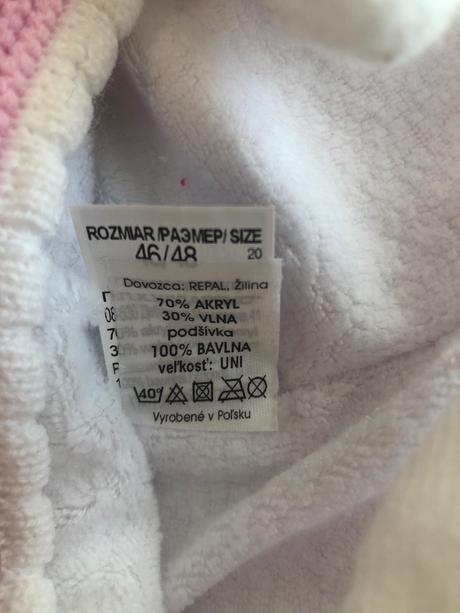 ROZMIAR/РАЗМЕР/ SIZE
46/48
20
Dovozca: REPAL, Žilina
70% AKRYL
30% VLNA
podšívka
100% BAVLNA
veľkosť: UNI
40°
Vyrobené v Poľsku